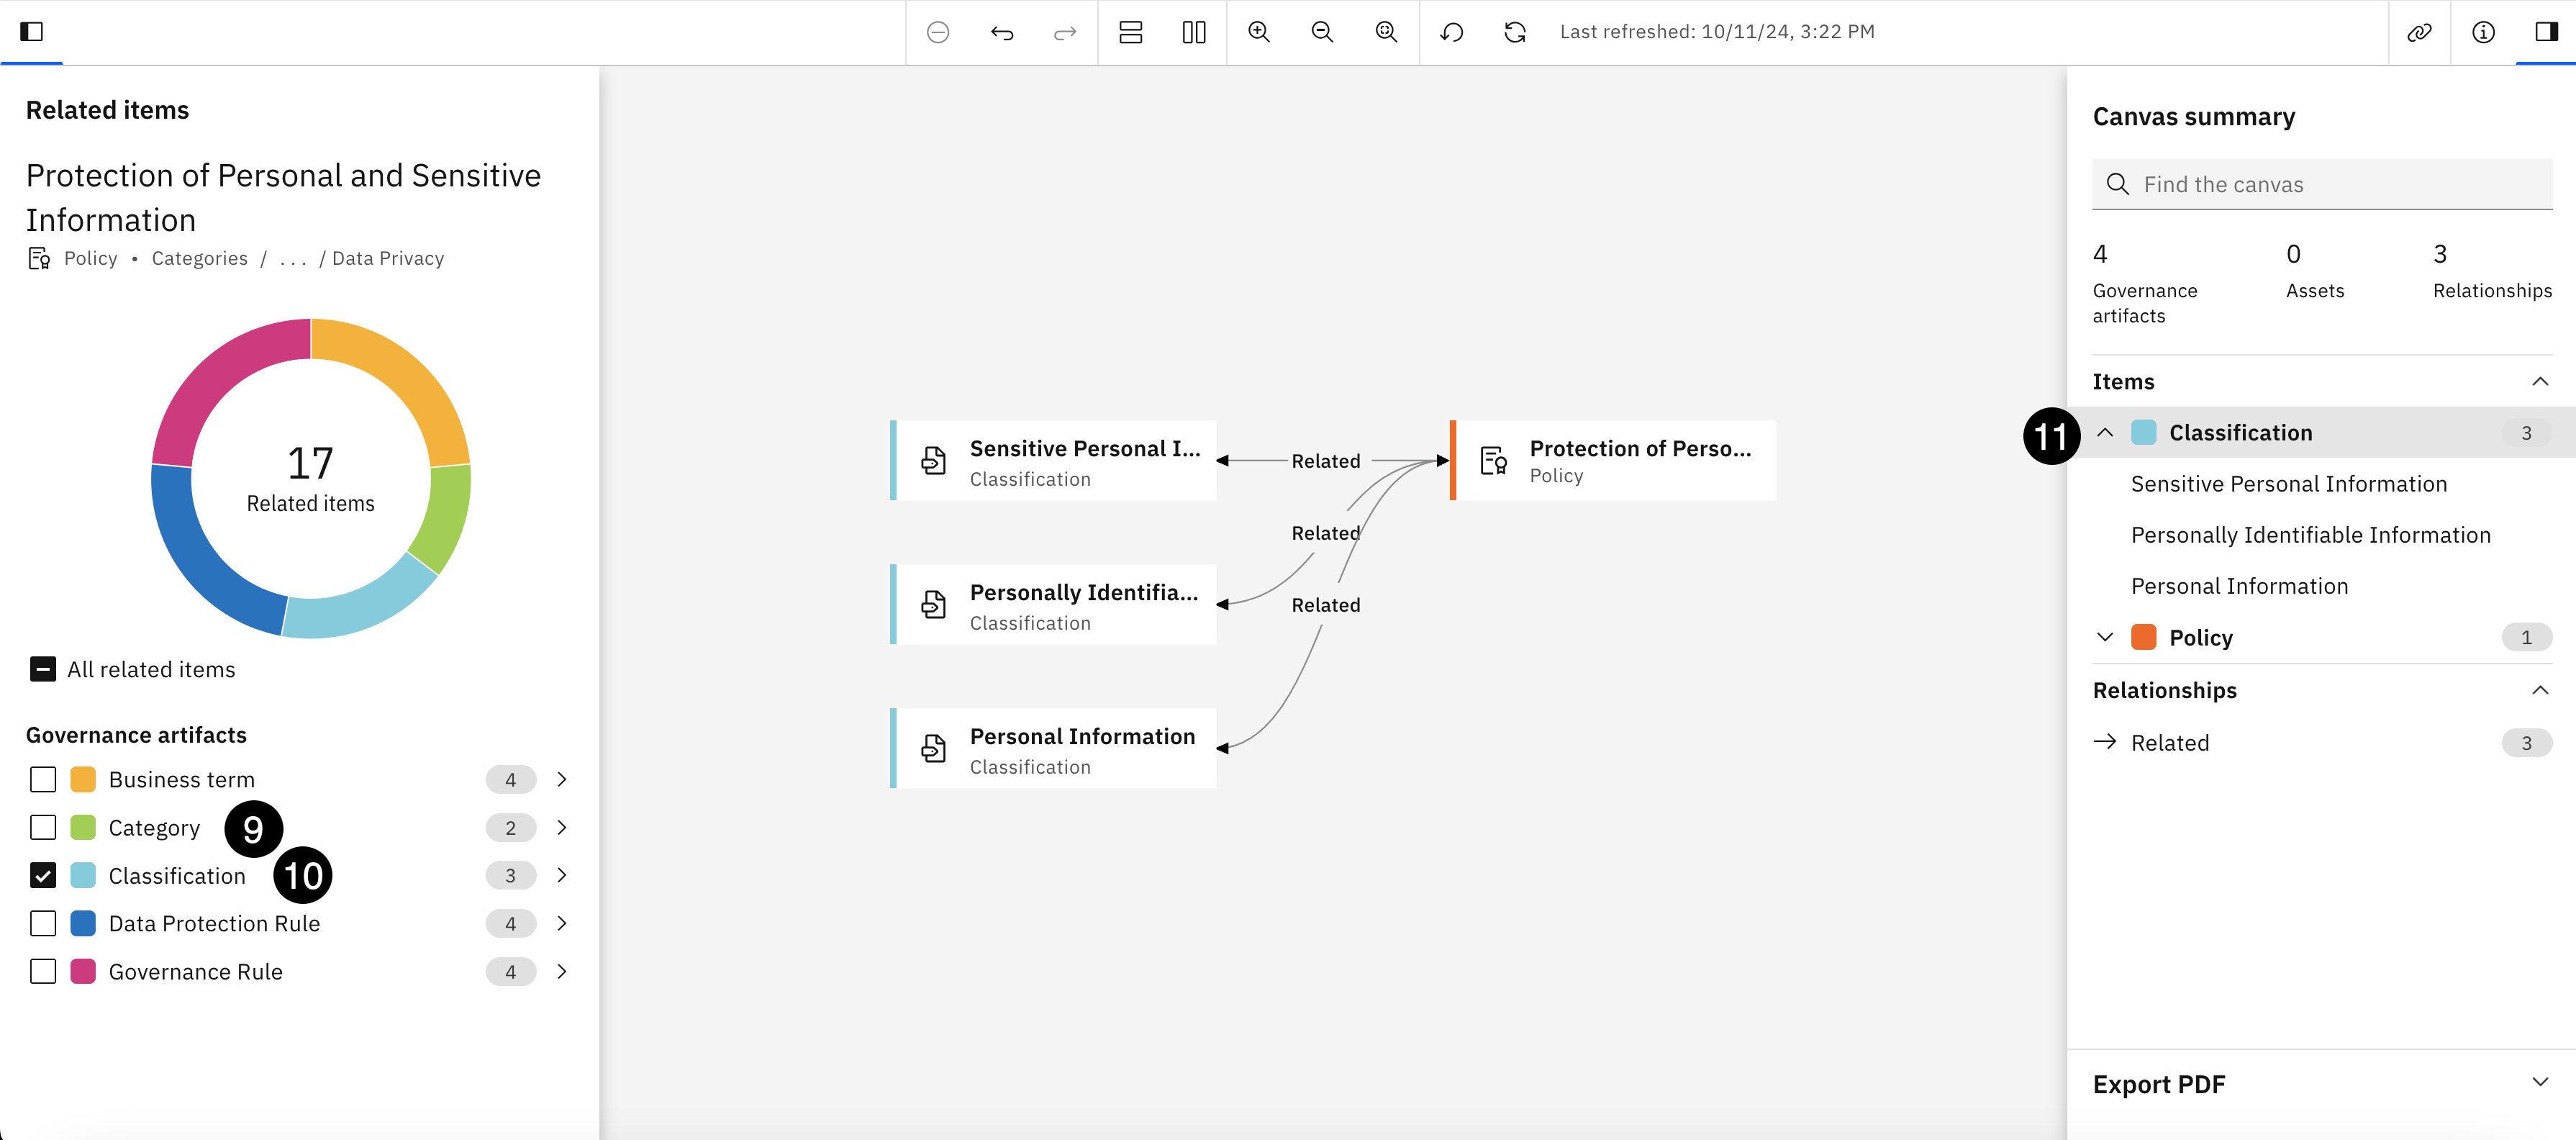 Last refreshed: 10/11/24, 3:22 PM
Related items
Protection of Personal and Sensitive
Information
Policy • Categories / ... / Data Privacy
17
Related items
All related items
Governance artifacts
Business term 4
Category 9 2
Classification 10 3
Data Protection Rule 4
Governance Rule 4
Sensitive Personal I...
Classification
Related
Protection of Perso...
Policy
Related
Personally Identifia...
Classification
Related
Personal Information
Classification
Canvas summary
Find the canvas
4 0 3
Governance artifacts Assets Relationships
Items
11 Classification 3
Sensitive Personal Information
Personally Identifiable Information
Personal Information
Policy 1
Relationships
Related 3
Export PDF